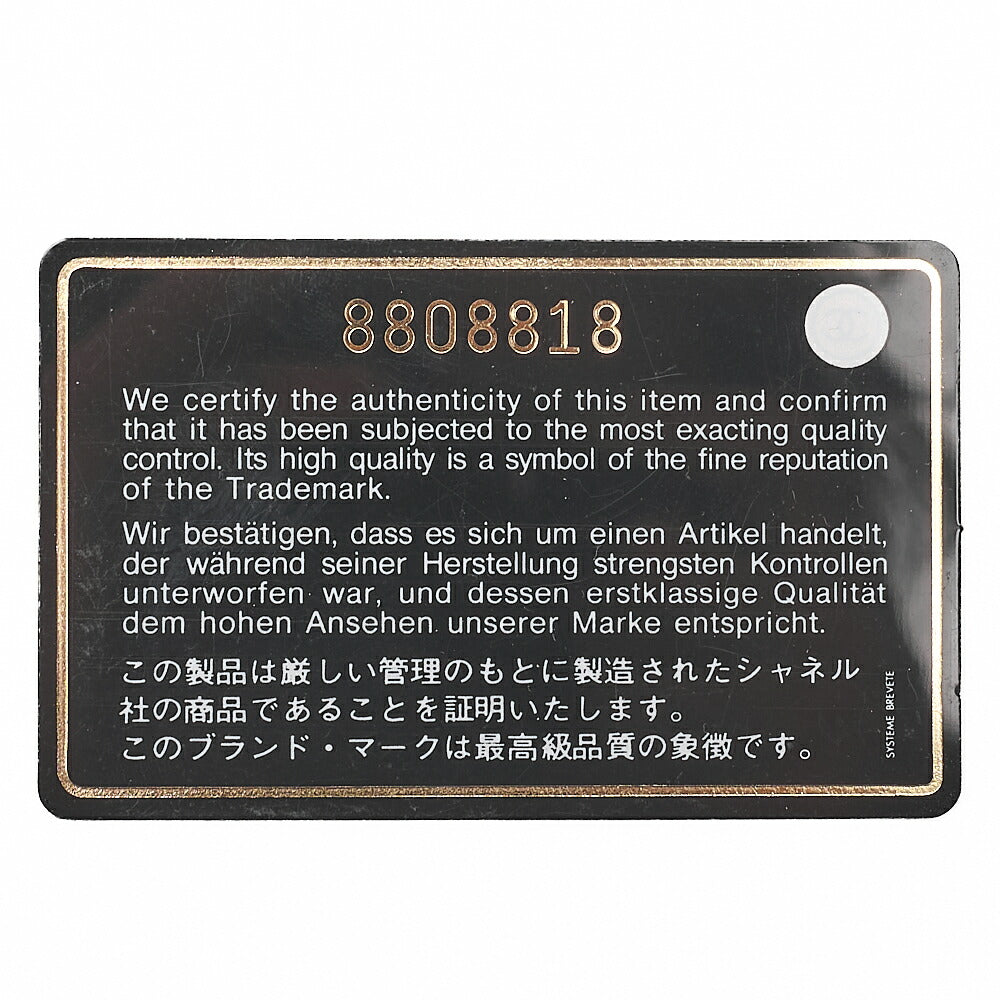 8808818
We certify the authenticity of this item and confirm
that it has been subjected to the most exacting quality
control. Its high quality is a symbol of the fine reputation
of the Trademark.
Wir bestätigen, dass es sich um einen Artikel handelt,
der während seiner Herstellung strengsten Kontrollen
unterworfen war, und dessen erstklassige Qualität
dem hohen Ansehen unserer Marke entspricht.
この製品は厳しい管理のもとに製造されたシャネル
社の商品であることを証明いたします。
このブランド・マークは最高級品質の象徴です。
SYSTEME BREVETE